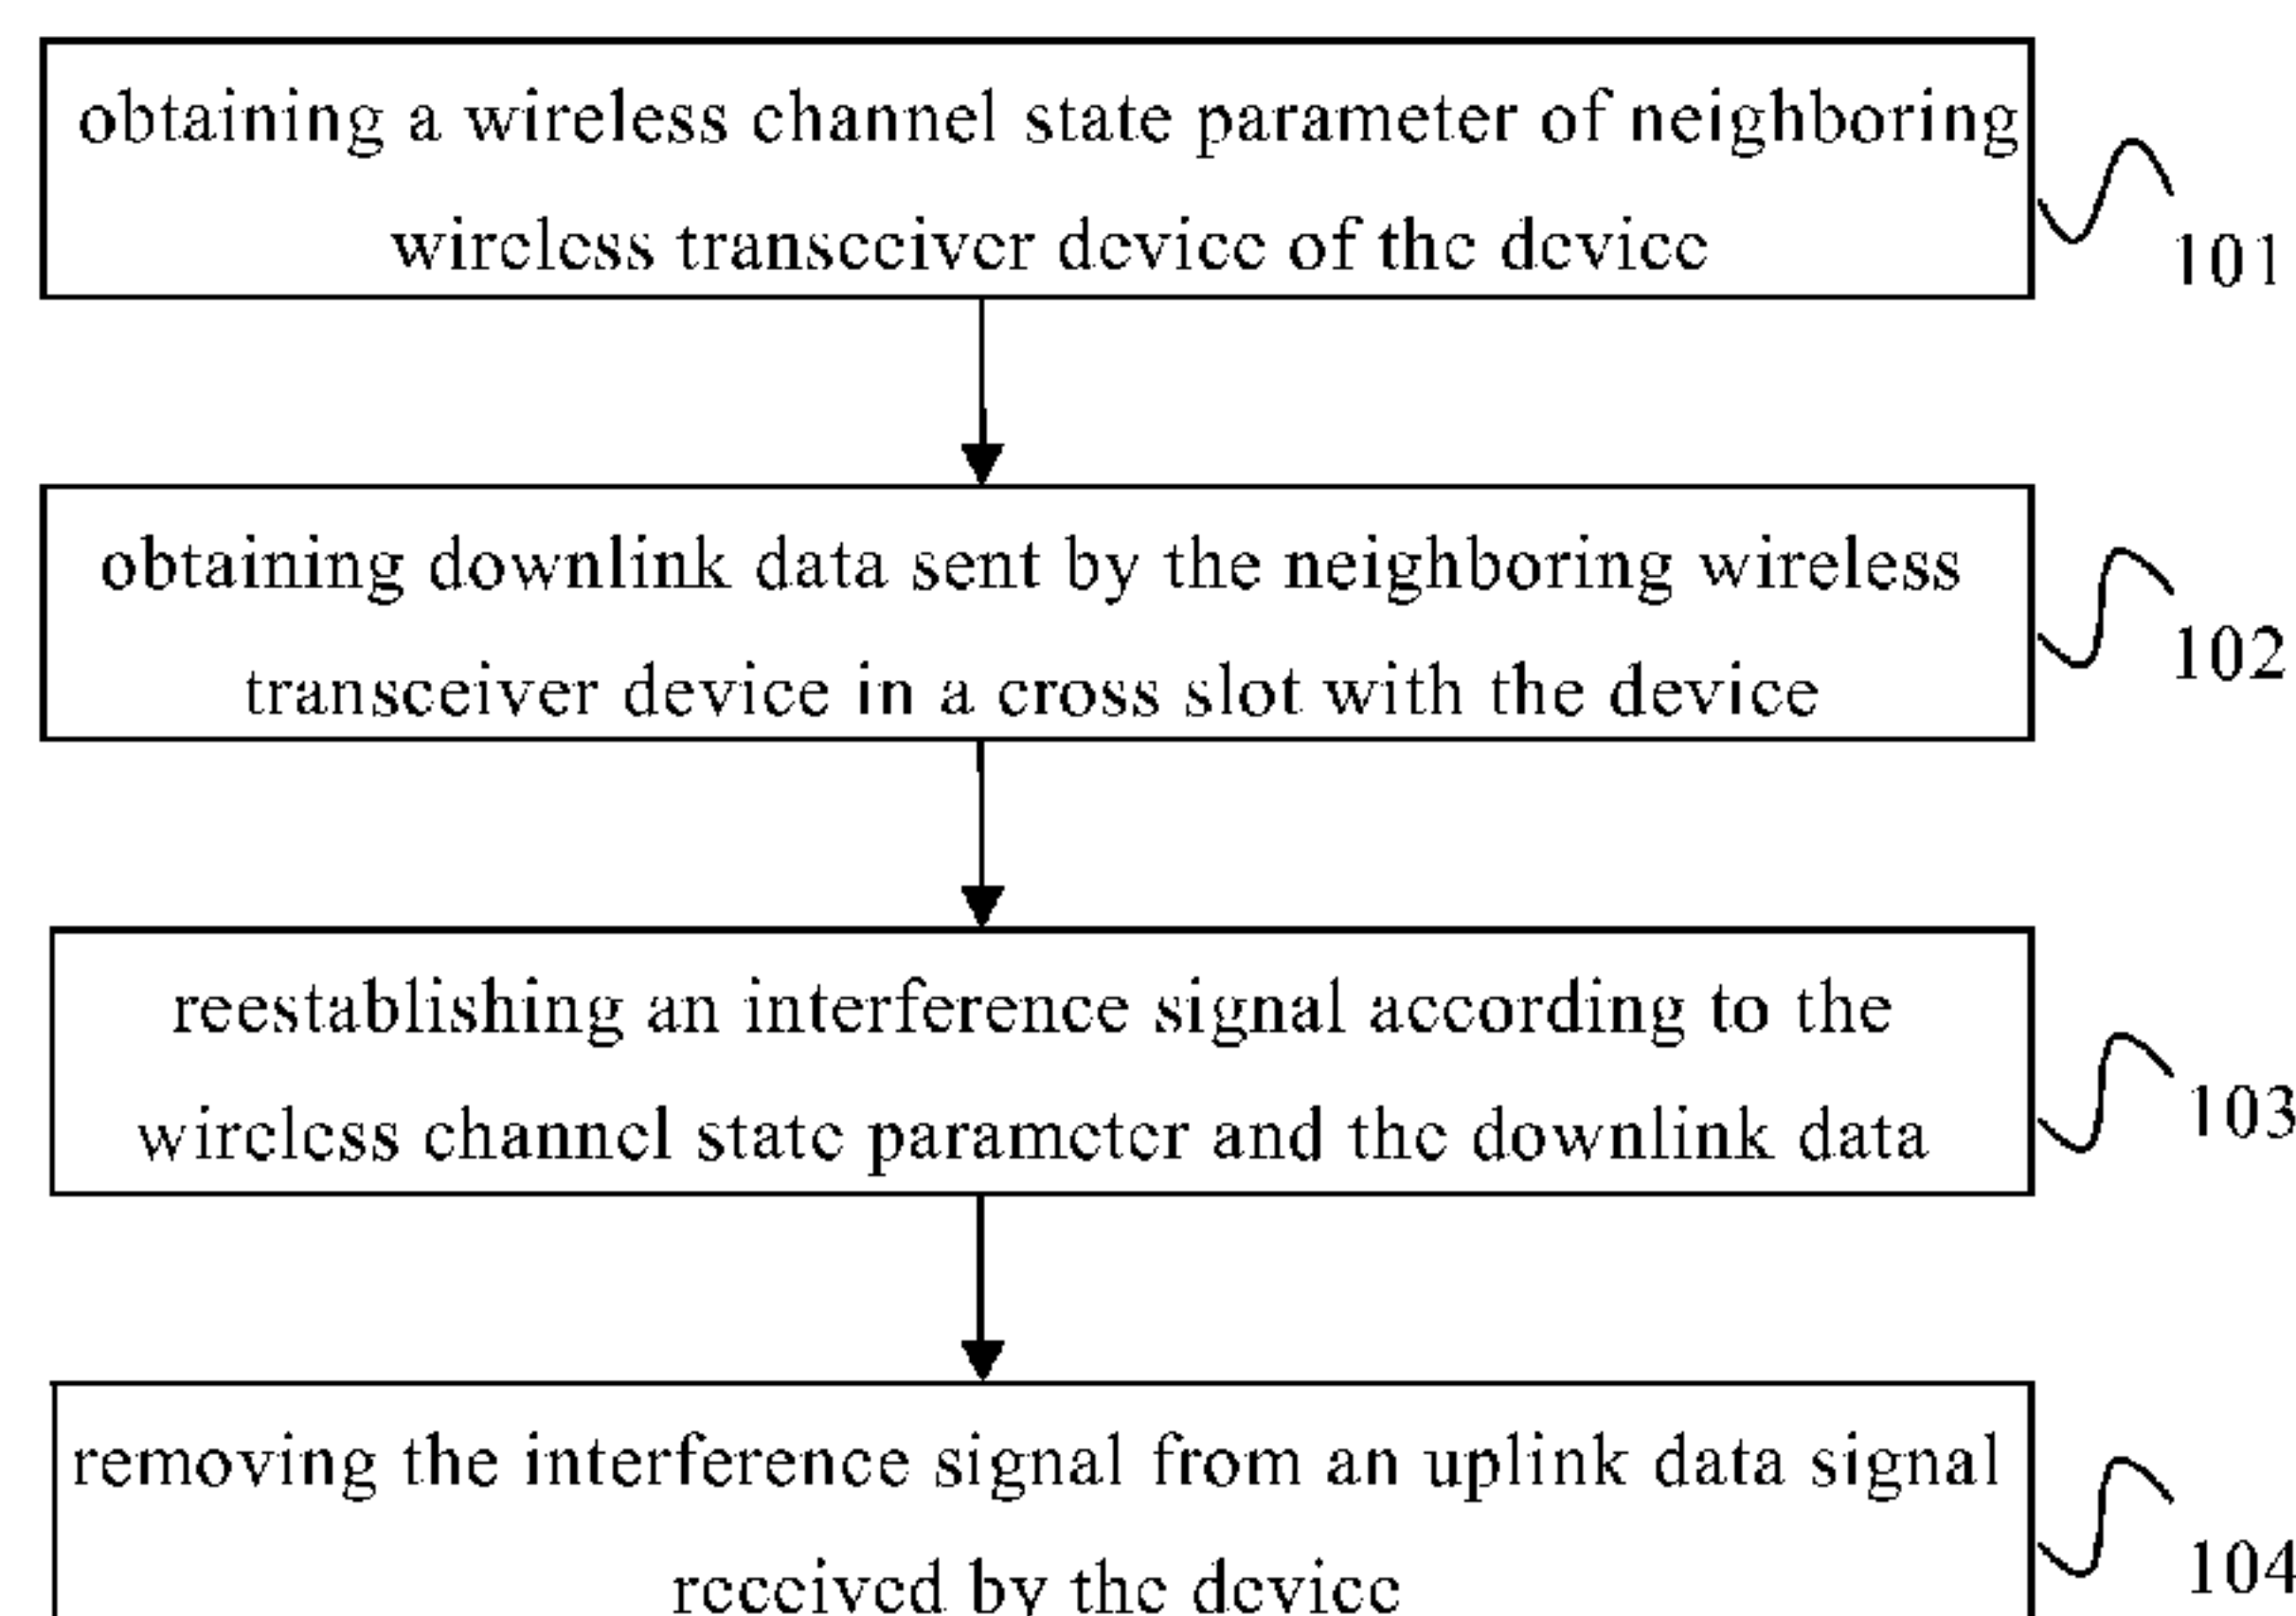 obtaining a wireless channel state parameter of neighboring
wireless transceiver device of the device
101
obtaining downlink data sent by the neighboring wireless
transceiver device in a cross slot with the device
102
reestablishing an interference signal according to the
wireless channel state parameter and the downlink data
103
removing the interference signal from an uplink data signal
received by the device
104